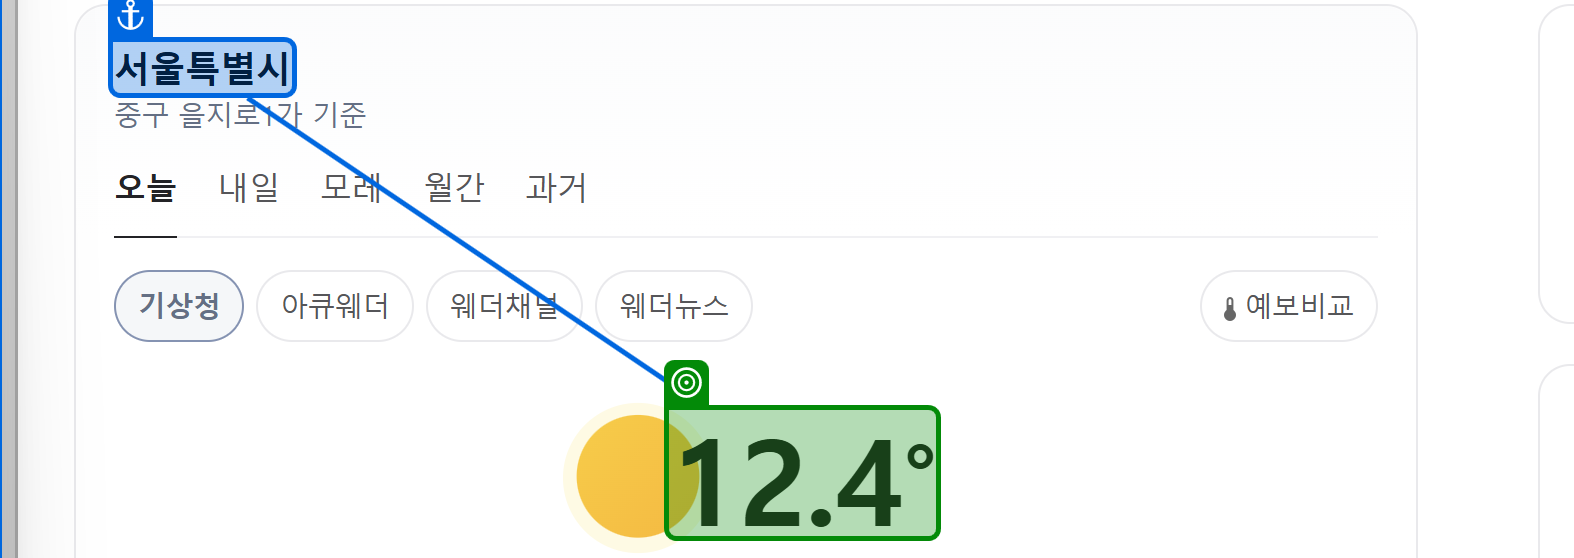 서울특별시
중구 을지로1가 기준
오늘 내일 모레 월간 과거
기상청 아큐웨더 웨더채널 웨더뉴스 예보비교
12.4°